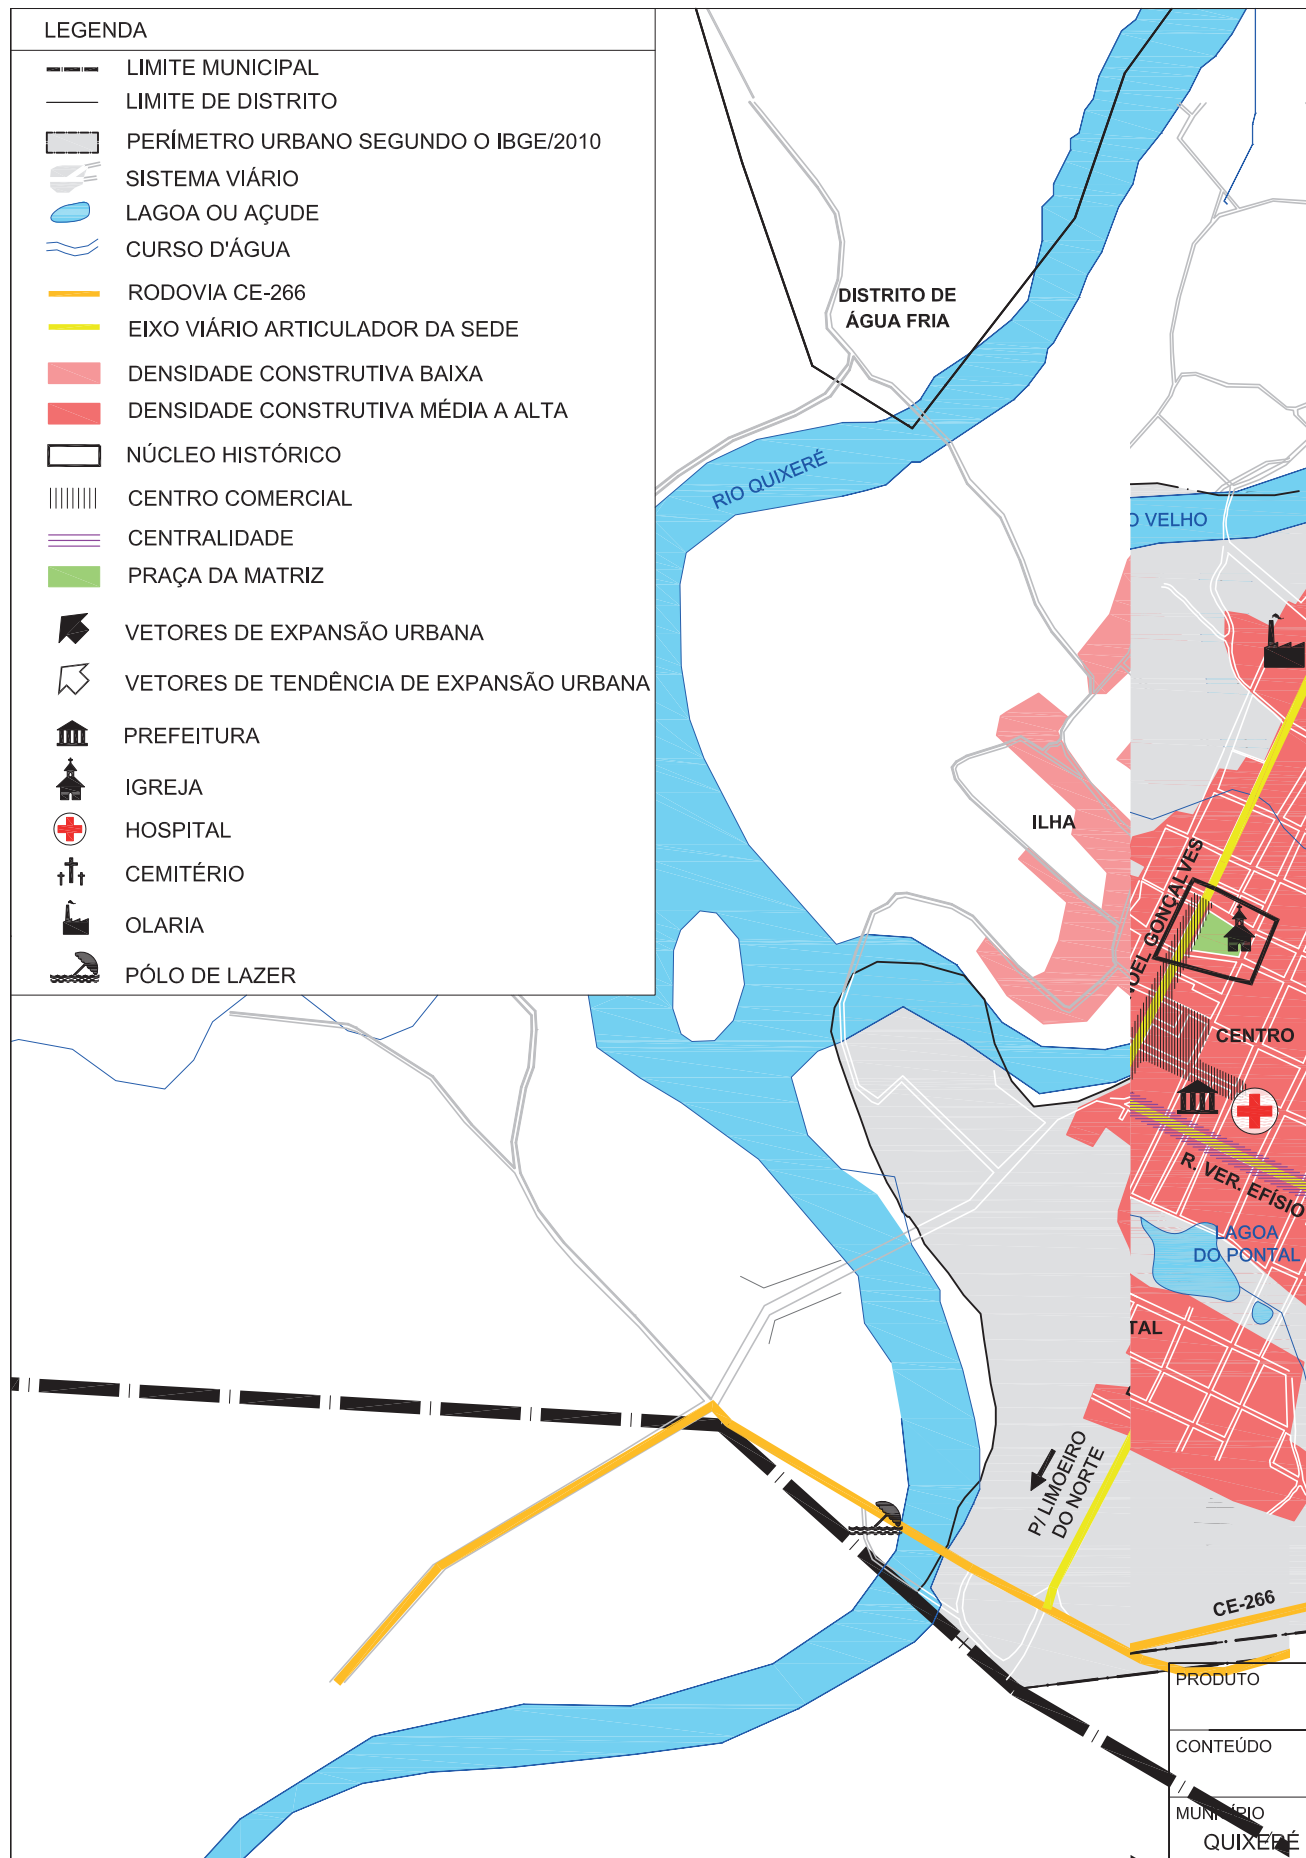 LEGENDA
LIMITE MUNICIPAL
LIMITE DE DISTRITO
PERÍMETRO URBANO SEGUNDO O IBGE/2010
SISTEMA VIÁRIO
LAGOA OU AÇUDE
CURSO D'ÁGUA
RODOVIA CE-266
EIXO VIÁRIO ARTICULADOR DA SEDE
DENSIDADE CONSTRUTIVA BAIXA
DENSIDADE CONSTRUTIVA MÉDIA A ALTA
NÚCLEO HISTÓRICO
CENTRO COMERCIAL
CENTRALIDADE
PRAÇA DA MATRIZ
VETORES DE EXPANSÃO URBANA
VETORES DE TENDÊNCIA DE EXPANSÃO URBANA
PREFEITURA
IGREJA
HOSPITAL
CEMITÉRIO
OLARIA
PÓLO DE LAZER
DISTRITO DE
ÁGUA FRIA
RIO QUIXERÉ
O VELHO
ILHA
NOEL GONÇALVES
CENTRO
R. VER. EFÍSIO
LAGOA
DO PONTAL
TAL
P/ LIMOEIRO
DO NORTE
CE-266
PRODUTO
CONTEÚDO
MUNICÍPIO
QUIXERÉ